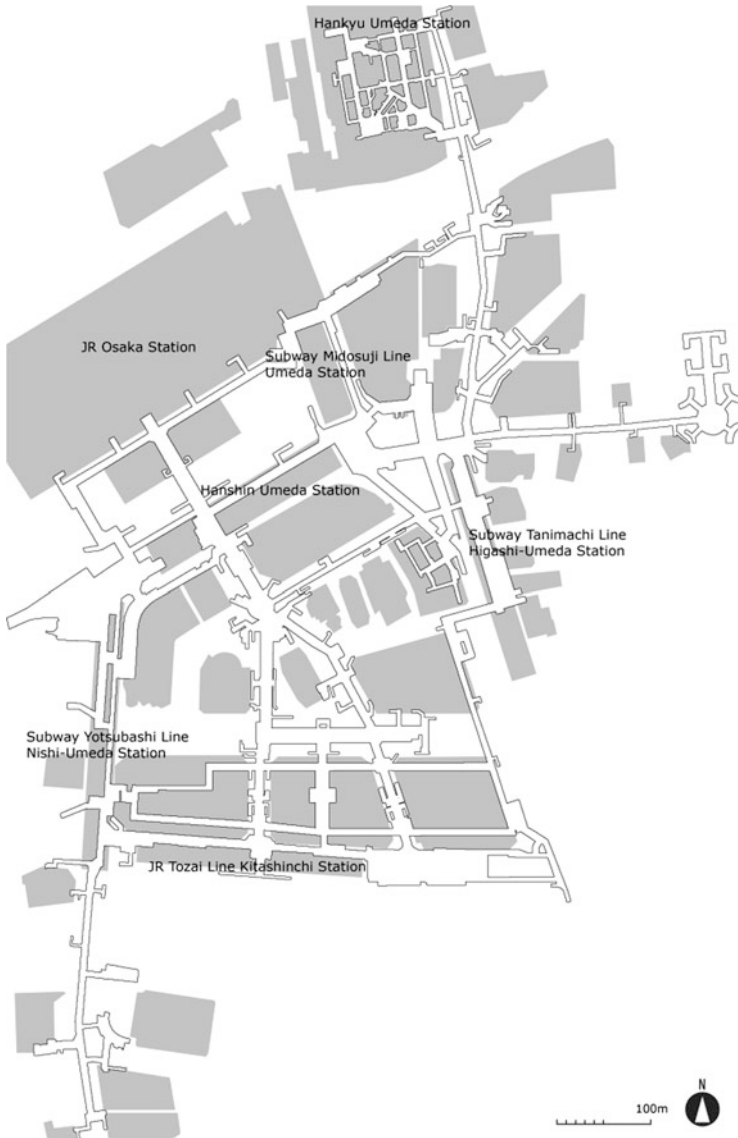 Hankyu Umeda Station
JR Osaka Station
Subway Midosuji Line
Umeda Station
Hanshin Umeda Station
Subway Tanimachi Line
Higashi-Umeda Station
Subway Yotsubashi Line
Nishi-Umeda Station
JR Tozai Line Kitashinchi Station
N
100m